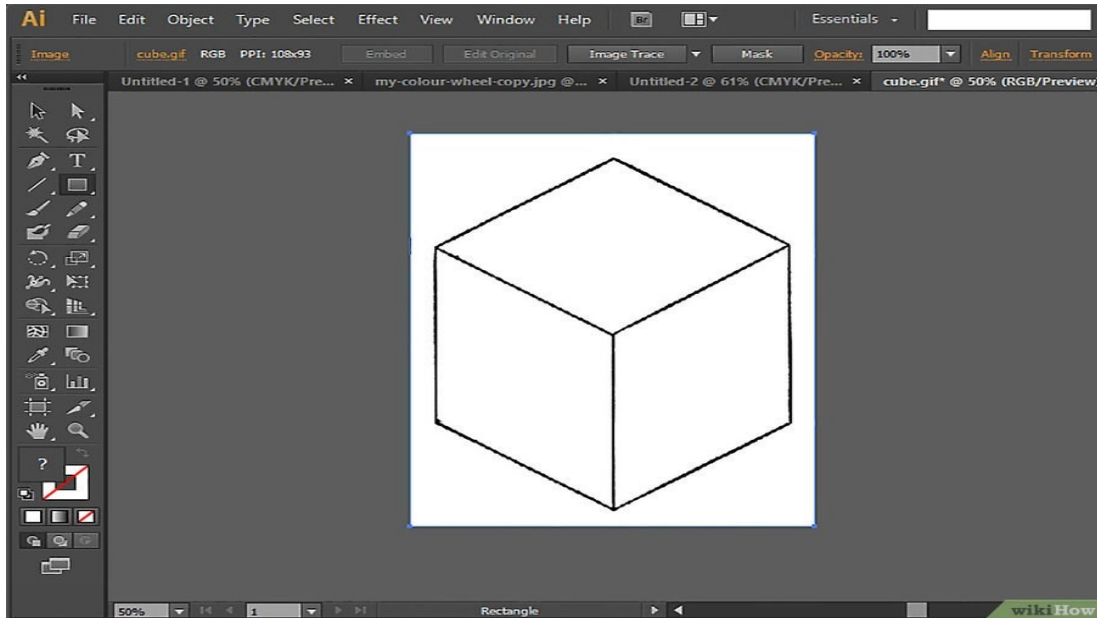 Ai File Edit Object Type Select Effect View Window Help Br Essentials
Image cube.gif RGB PPI: 108x93 Embed Edit Original Image Trace Mask Opacity: 100% Align Transform
Untitled-1 @ 50% (CMYK/Pre... × my-colour-wheel-copy.jpg @... × Untitled-2 @ 61% (CMYK/Pre... × cube.gif* @ 50% (RGB/Preview
T
?
50% 1 Rectangle
wikiHow